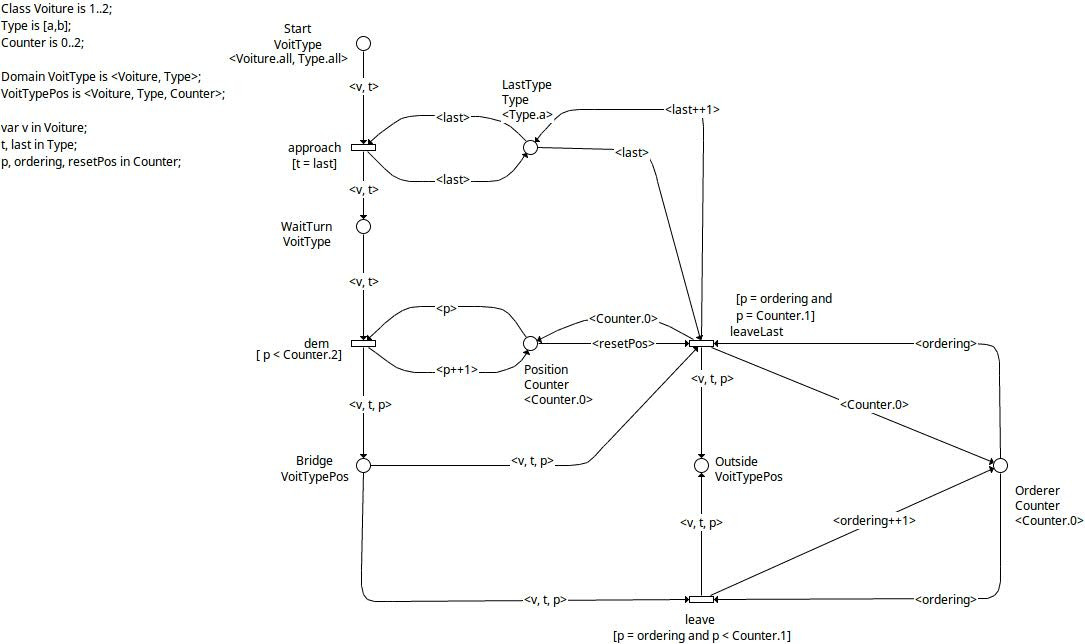 Class Voiture is 1..2;
Type is [a,b];
Counter is 0..2;
Domain VoitType is <Voiture, Type>;
VoitTypePos is <Voiture, Type, Counter>;
var v in Voiture;
t, last in Type;
p, ordering, resetPos in Counter;
Start
VoitType
<Voiture.all, Type.all>
<v, t>
LastType
Type
<Type.a>
<last>
<last++1>
approach
[t = last]
<last>
<last>
<v, t>
WaitTurn
VoitType
<v, t>
<p>
<Counter.0>
[p = ordering and
p = Counter.1]
leaveLast
dem
[ p < Counter.2]
<resetPos>
<ordering>
<p++1>
Position
Counter
<Counter.0>
<v, t, p>
<v, t, p>
<Counter.0>
Bridge
VoitTypePos
<v, t, p>
Outside
VoitTypePos
Orderer
Counter
<Counter.0>
<v, t, p>
<ordering++1>
<v, t, p>
<ordering>
leave
[p = ordering and p < Counter.1]